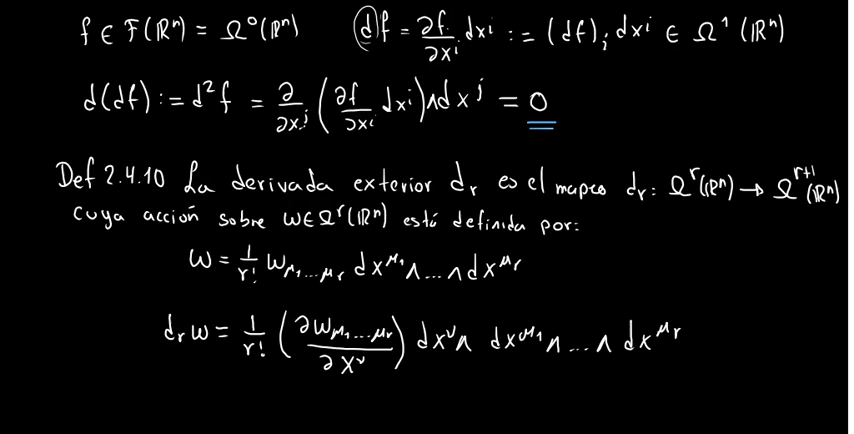 f ∈ F(ℝⁿ) = Ω⁰(ℝⁿ)   df = ∂f/∂xⁱ dxⁱ := (df)ᵢ dxⁱ ∈ Ω¹(ℝⁿ)
d(df) := d²f = ∂/∂xʲ (∂f/∂xⁱ dxⁱ) ∧ dxʲ = 0
Def 2.4.10 La derivada exterior dᵣ es el mapeo dᵣ: Ωʳ(ℝⁿ) → Ωʳ⁺¹(ℝⁿ)
cuya acción sobre ω ∈ Ωʳ(ℝⁿ) está definida por:
ω = 1/r! ω_{μ₁...μᵣ} dx^{μ₁} ∧ ... ∧ dx^{μᵣ}
dᵣω = 1/r! (∂ω_{μ₁...μᵣ}/∂x^ν) dx^ν ∧ dx^{μ₁} ∧ ... ∧ dx^{μᵣ}